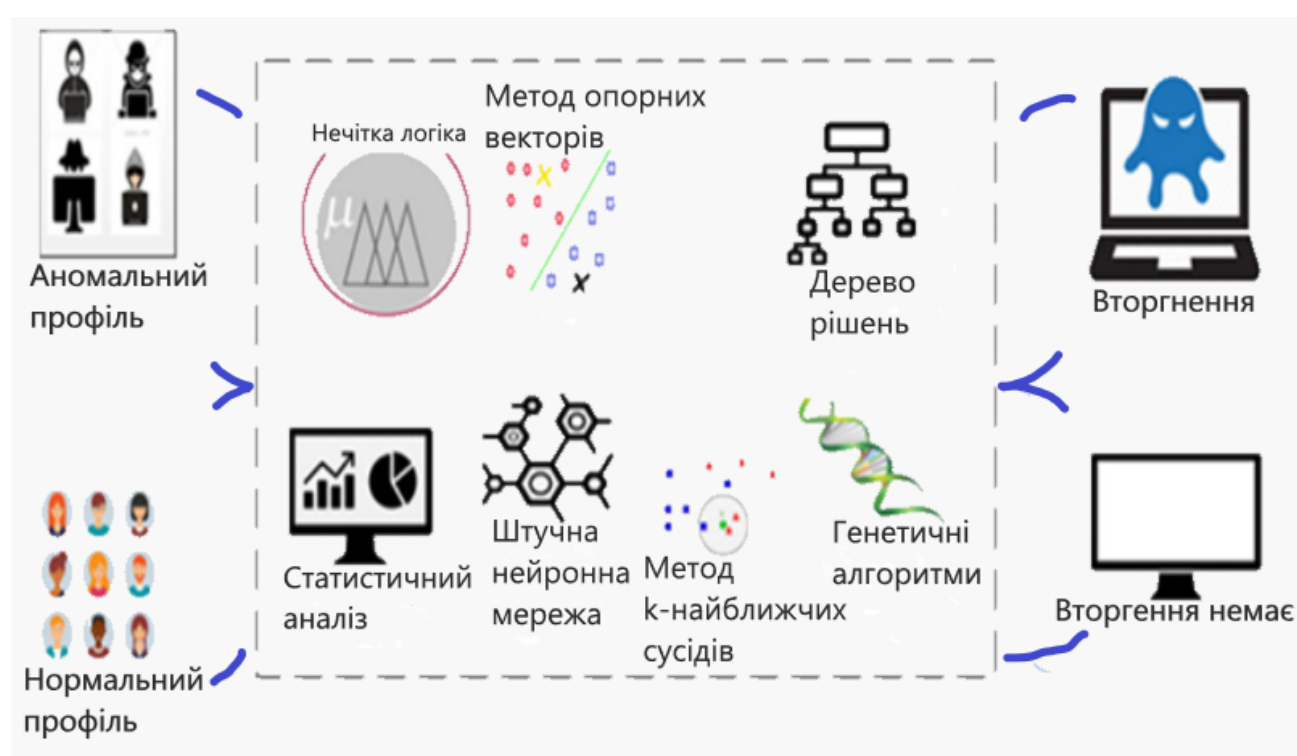 Аномальний
профіль
Нормальний
профіль
Нечітка логіка
μ
Метод опорних
векторів
Дерево
рішень
Статистичний
аналіз
Штучна
нейронна
мережа
Метод
k-найближчих
сусідів
Генетичні
алгоритми
Вторгнення
Вторгення немає